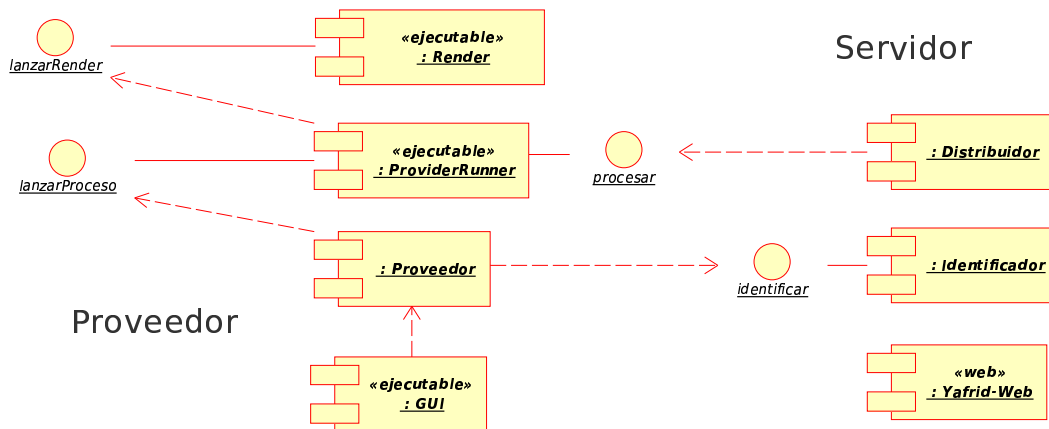 «ejecutable»
: Render
lanzarRender
Servidor
«ejecutable»
: ProviderRunner
lanzarProceso
procesar
: Distribuidor
: Proveedor
identificar
: Identificador
Proveedor
«ejecutable»
: GUI
«web»
: Yafrid-Web